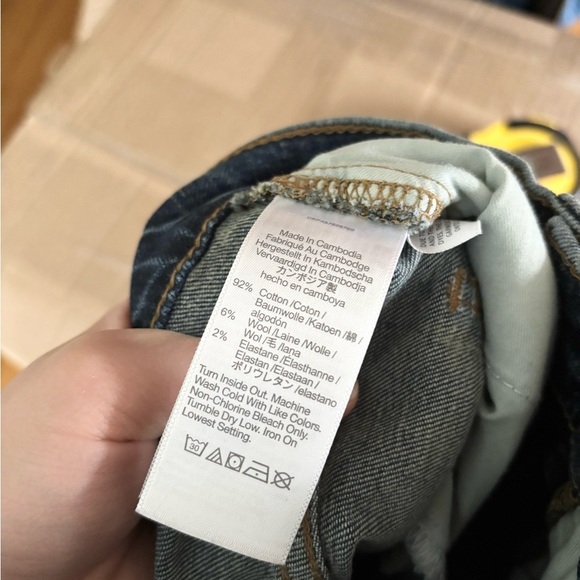 Made In Cambodia
Fabriqué Au Cambodge
Hergestellt In Kambodscha
Vervaardigd In Cambodja
カンボジア製
hecho en camboya
92% Cotton /Coton /
Baumwolle /Katoen /綿 /
algodón
6% Wool /Laine /Wolle /
Wol /毛 /lana
2% Elastane /Élasthanne /
Elastan /Elastaan /
ポリウレタン /elastano
Turn Inside Out. Machine
Wash Cold With Like Colors.
Non-Chlorine Bleach Only.
Tumble Dry Low. Iron On
Lowest Setting.
30